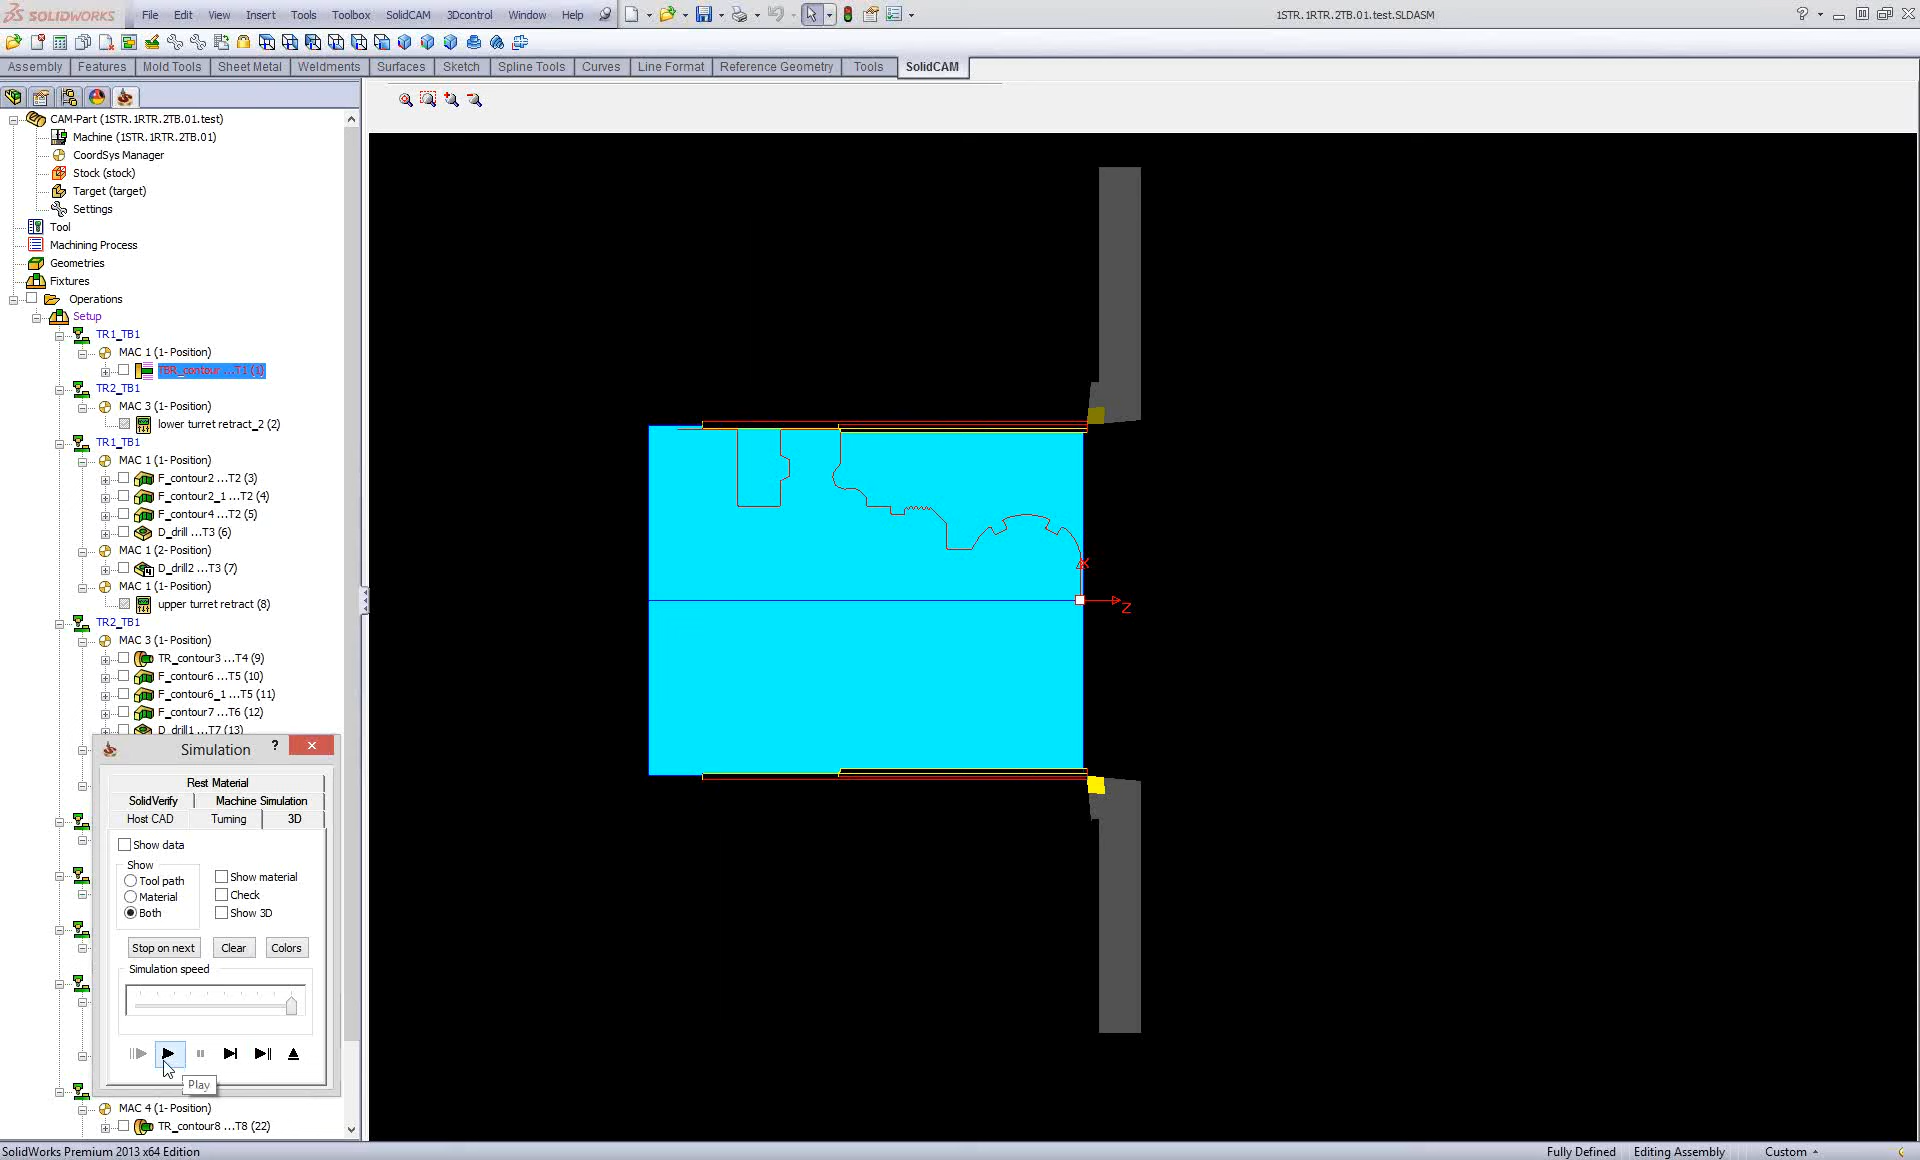 SOLIDWORKS File Edit View Insert Tools Toolbox SolidCAM 3Dcontrol Window Help 1STR.1RTR.2TB.01.test.SLDASM
Assembly Features Mold Tools Sheet Metal Weldments Surfaces Sketch Spline Tools Curves Line Format Reference Geometry Tools SolidCAM
CAM-Part (1STR.1RTR.2TB.01.test)
Machine (1STR.1RTR.2TB.01)
CoordSys Manager
Stock (stock)
Target (target)
Settings
Tool
Machining Process
Geometries
Fixtures
Operations
Setup
TR1_TB1
MAC 1 (1- Position)
TBR_contour ...T1 (1)
TR2_TB1
MAC 3 (1- Position)
lower turret retract_2 (2)
TR1_TB1
MAC 1 (1- Position)
F_contour2 ...T2 (3)
F_contour2_1 ...T2 (4)
F_contour4 ...T2 (5)
D_drill ...T3 (6)
MAC 1 (2- Position)
D_drill2 ...T3 (7)
MAC 1 (1- Position)
upper turret retract (8)
TR2_TB1
MAC 3 (1- Position)
TR_contour3 ...T4 (9)
F_contour6 ...T5 (10)
F_contour6_1 ...T5 (11)
F_contour7 ...T6 (12)
D_drill1 ...T7 (13)
Simulation ?
Rest Material
SolidVerify Machine Simulation
Host CAD Turning 3D
Show data
Show
Tool path
Material
Both
Show material
Check
Show 3D
Stop on next Clear Colors
Simulation speed
Play
MAC 4 (1- Position)
TR_contour8 ...T8 (22)
X
Z
SolidWorks Premium 2013 x64 Edition Fully Defined Editing Assembly Custom